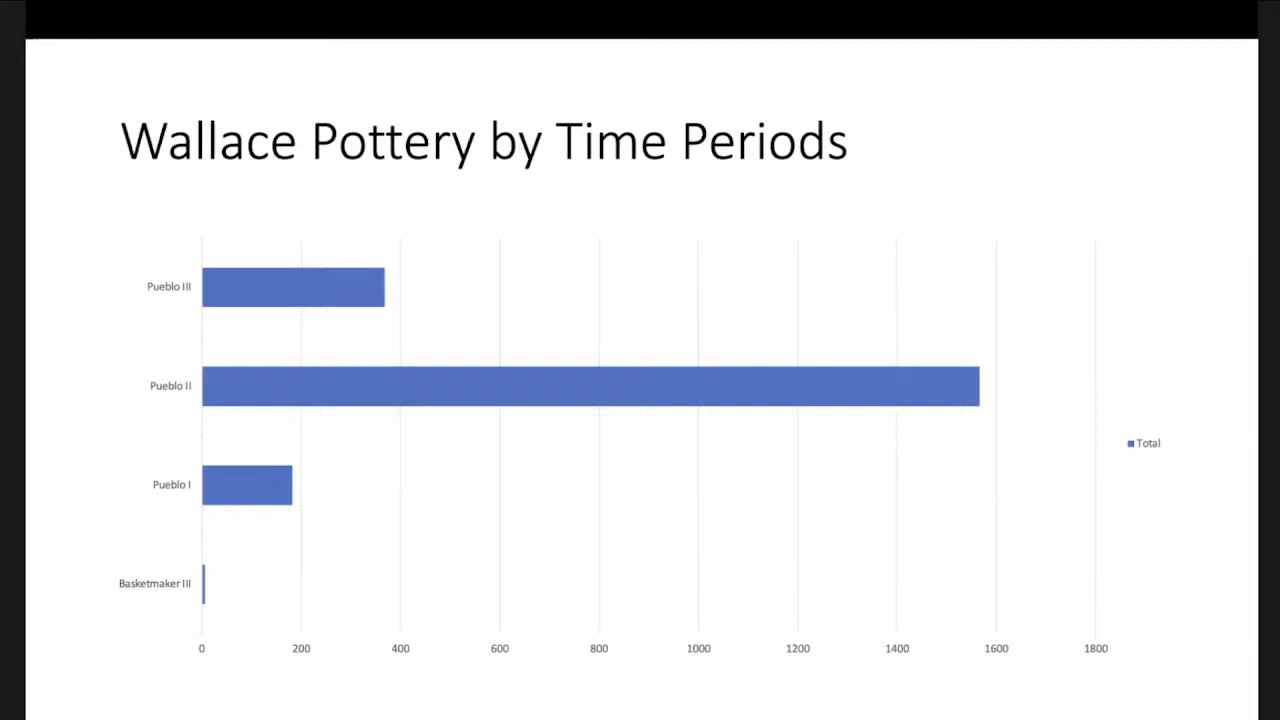 Wallace Pottery by Time Periods
Pueblo III
Pueblo II
Total
Pueblo I
Basketmaker III
0 200 400 600 800 1000 1200 1400 1600 1800